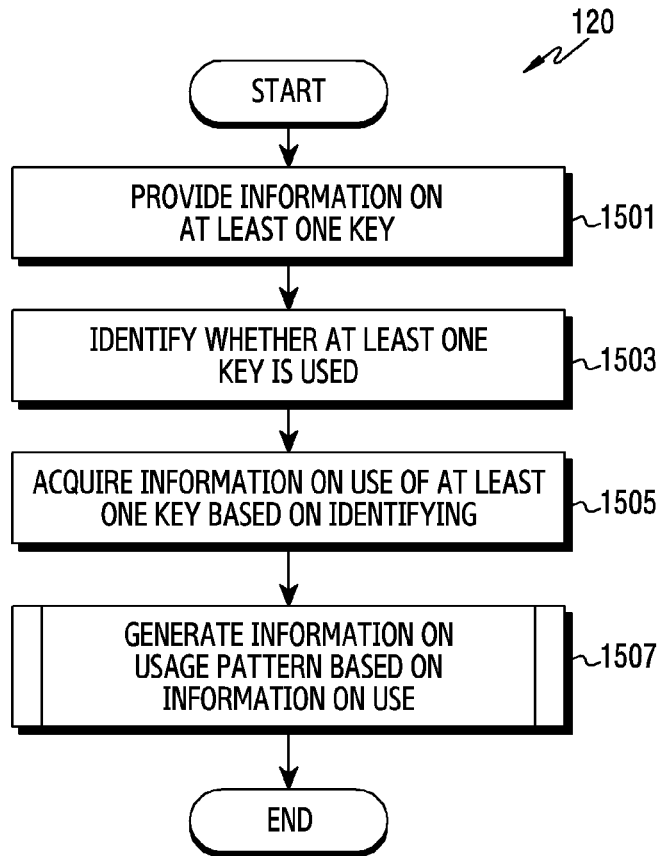 120
START
PROVIDE INFORMATION ON
AT LEAST ONE KEY
1501
IDENTIFY WHETHER AT LEAST ONE
KEY IS USED
1503
ACQUIRE INFORMATION ON USE OF AT LEAST
ONE KEY BASED ON IDENTIFYING
1505
GENERATE INFORMATION ON
USAGE PATTERN BASED ON
INFORMATION ON USE
1507
END